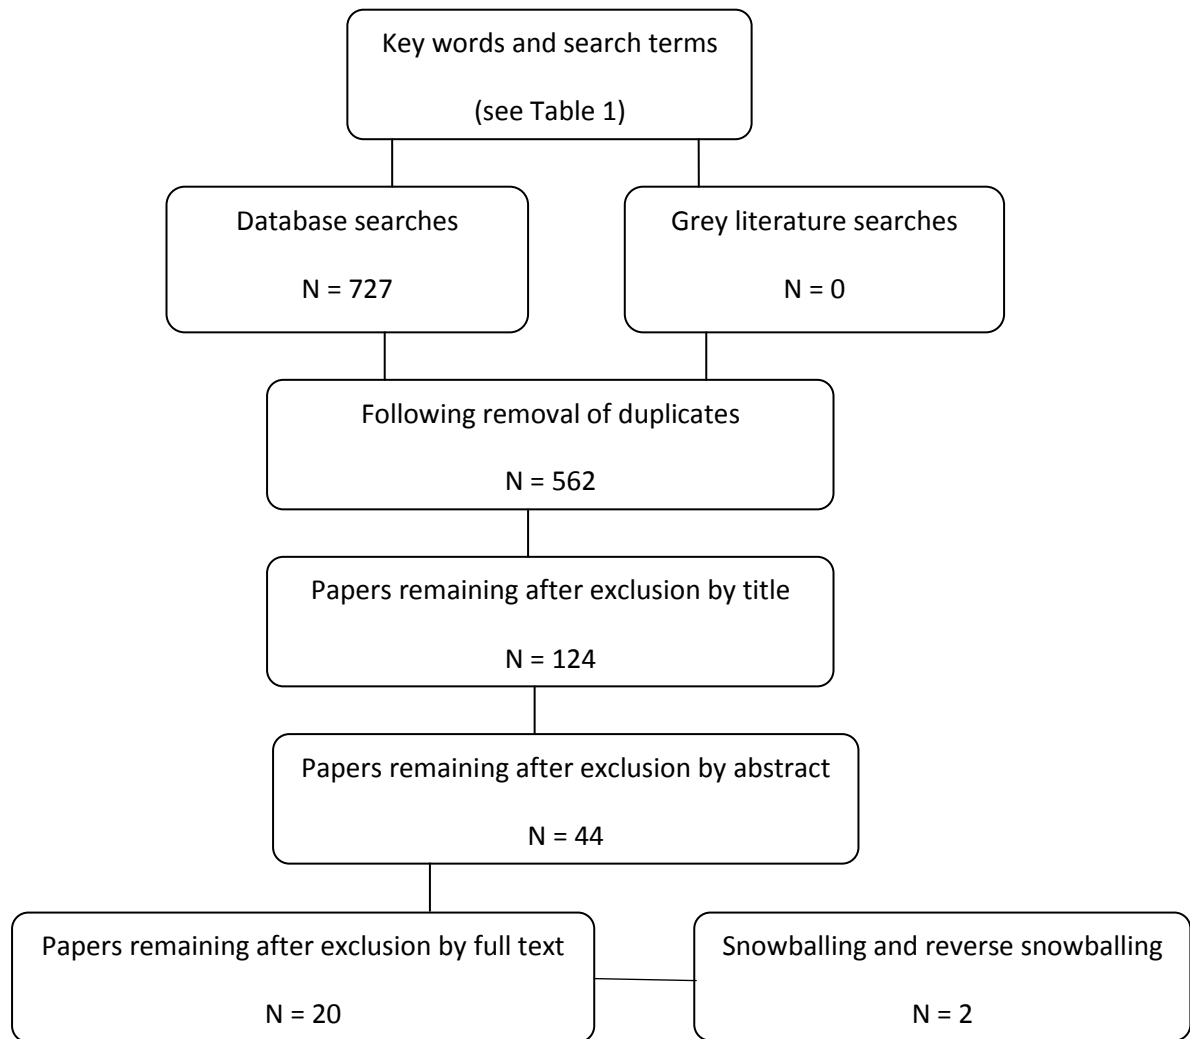 Key words and search terms
(see Table 1)
Database searches
N = 727
Grey literature searches
N = 0
Following removal of duplicates
N = 562
Papers remaining after exclusion by title
N = 124
Papers remaining after exclusion by abstract
N = 44
Papers remaining after exclusion by full text
N = 20
Snowballing and reverse snowballing
N = 2